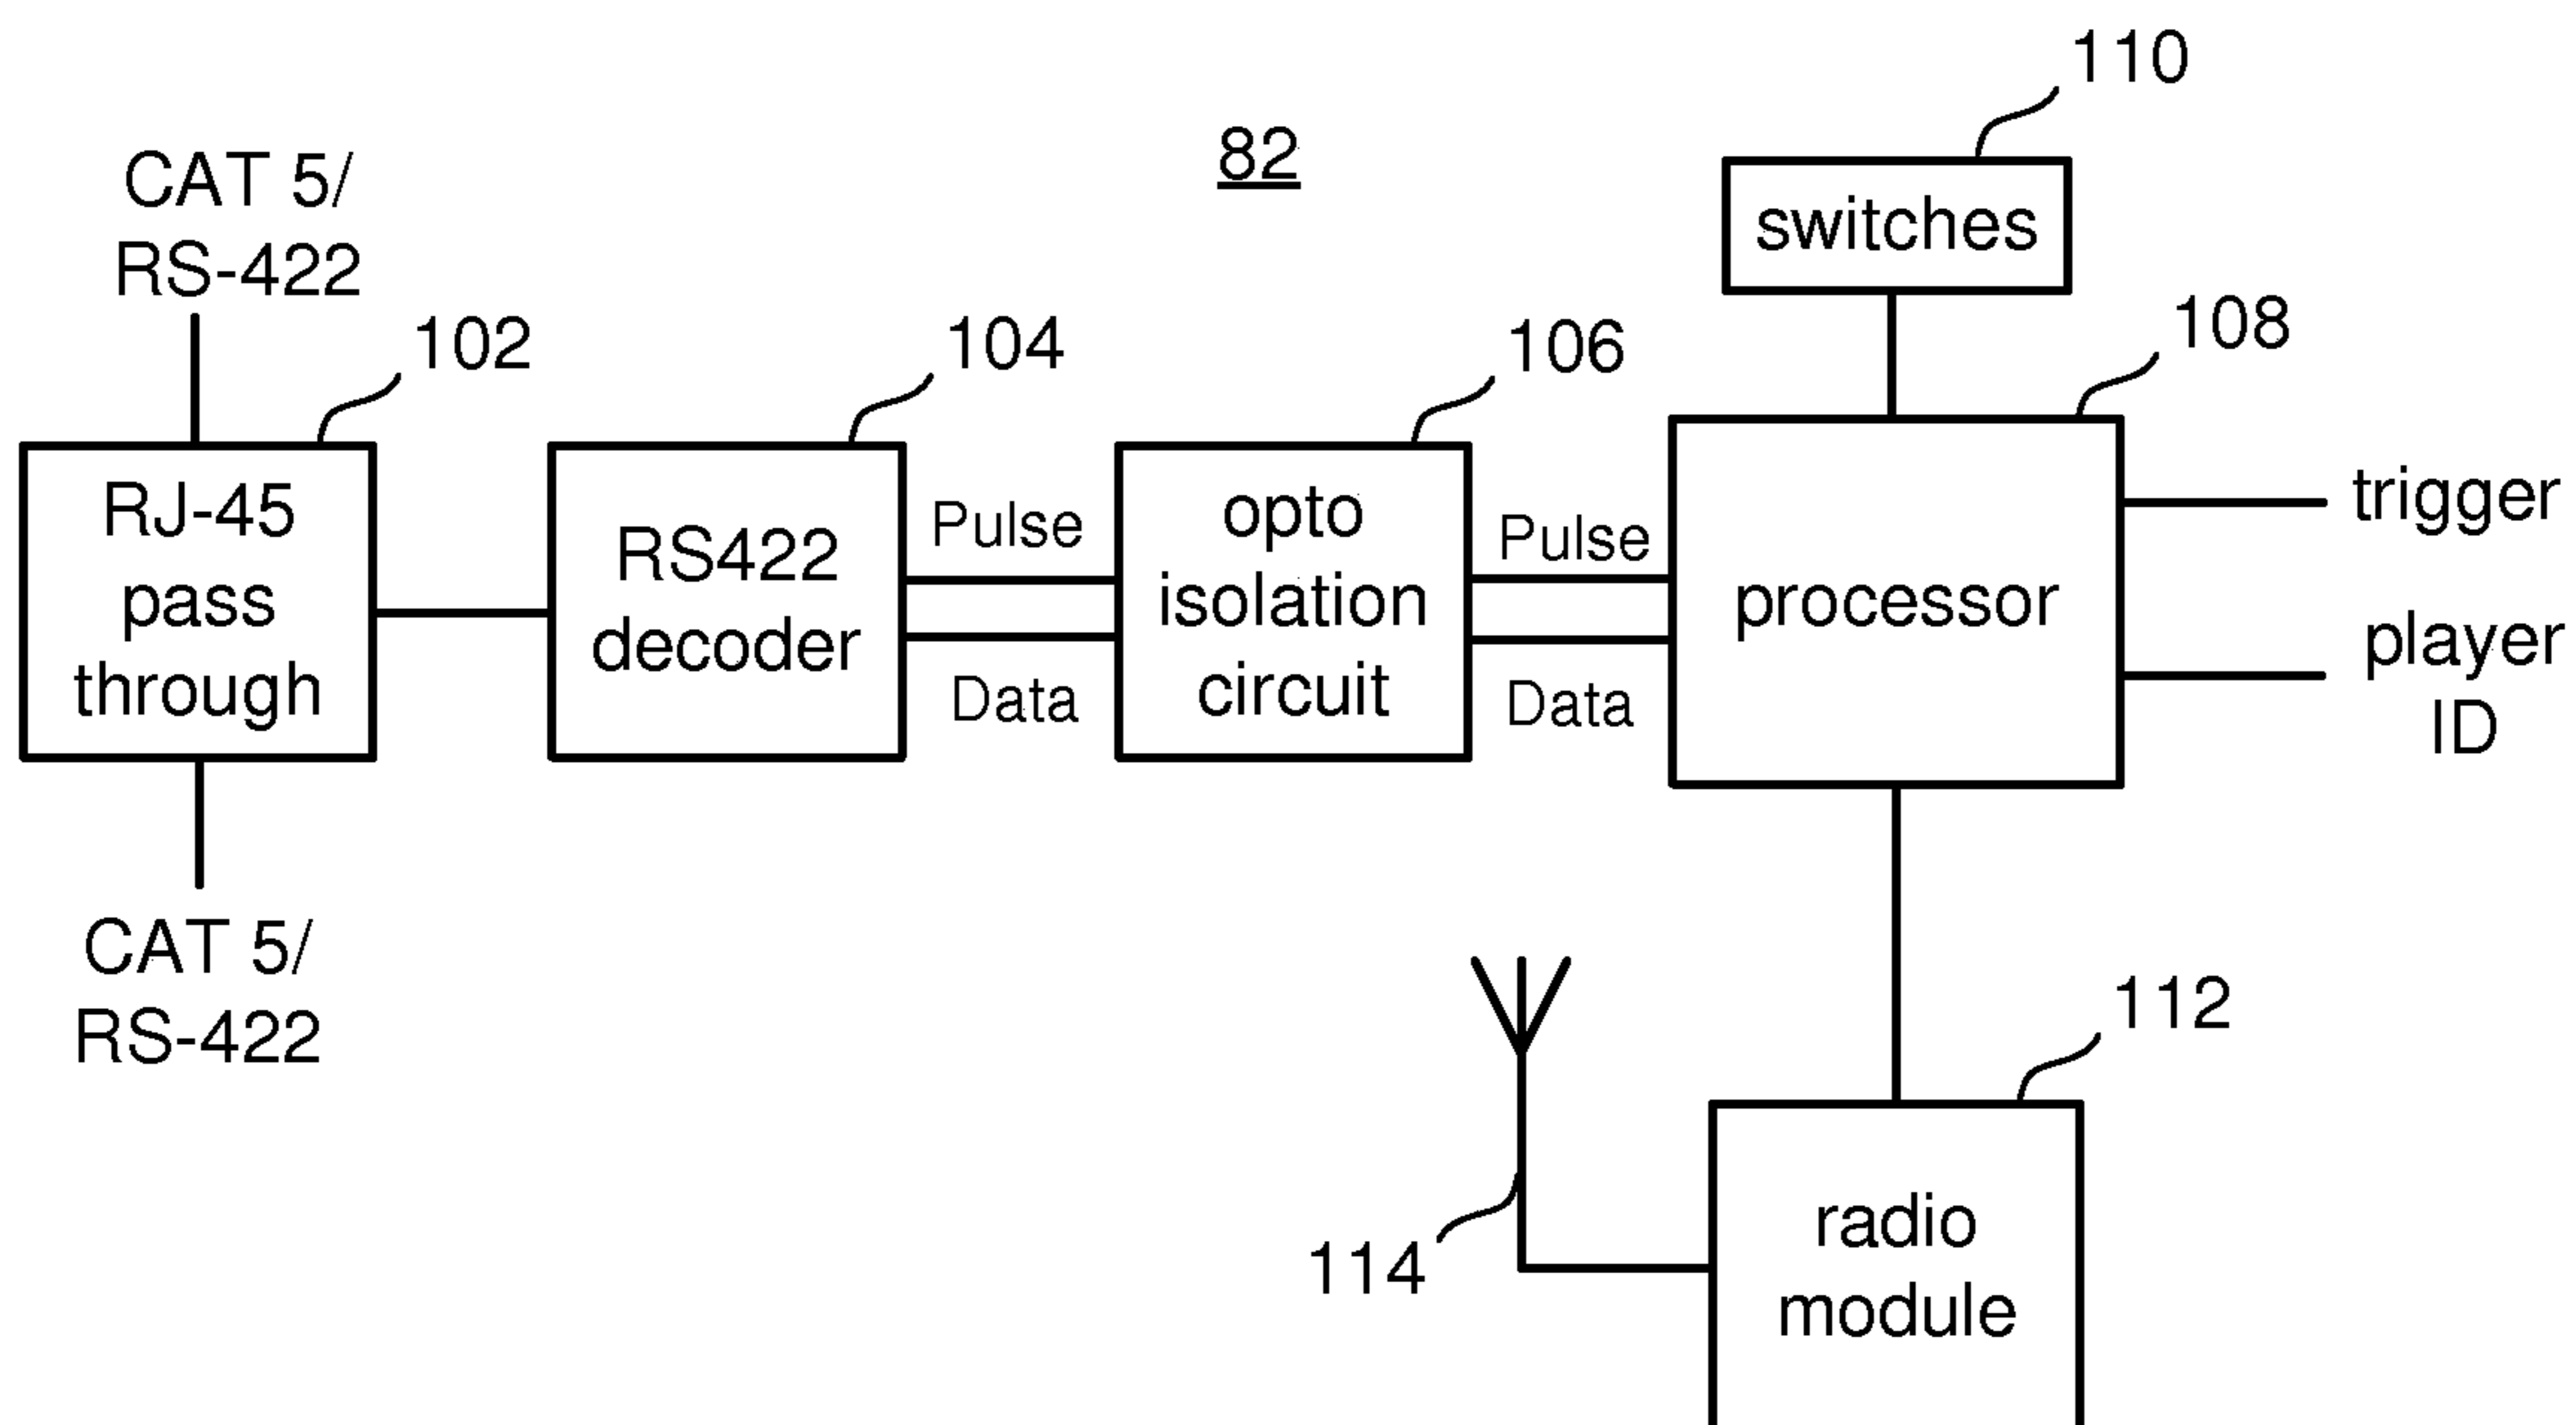 110
82
CAT 5/
RS-422
switches
102
104
106
108
RJ-45
pass
through
RS422
decoder
Pulse
Data
opto
isolation
circuit
Pulse
Data
processor
trigger
player
ID
CAT 5/
RS-422
112
114
radio
module